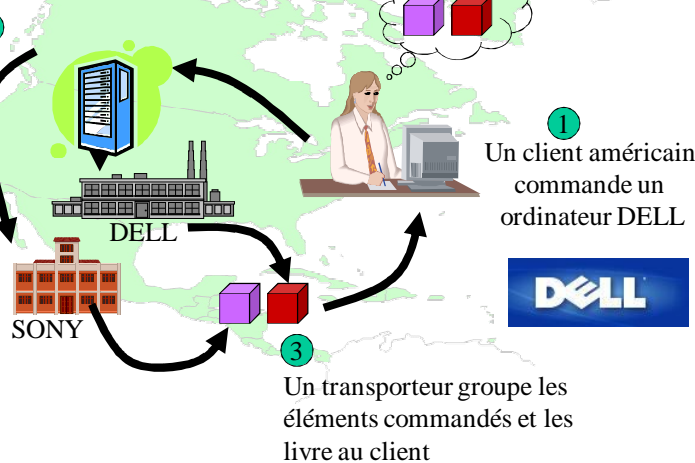 1
Un client américain
commande un
ordinateur DELL
DELL
DELL
SONY
3
Un transporteur groupe les
éléments commandés et les
livre au client